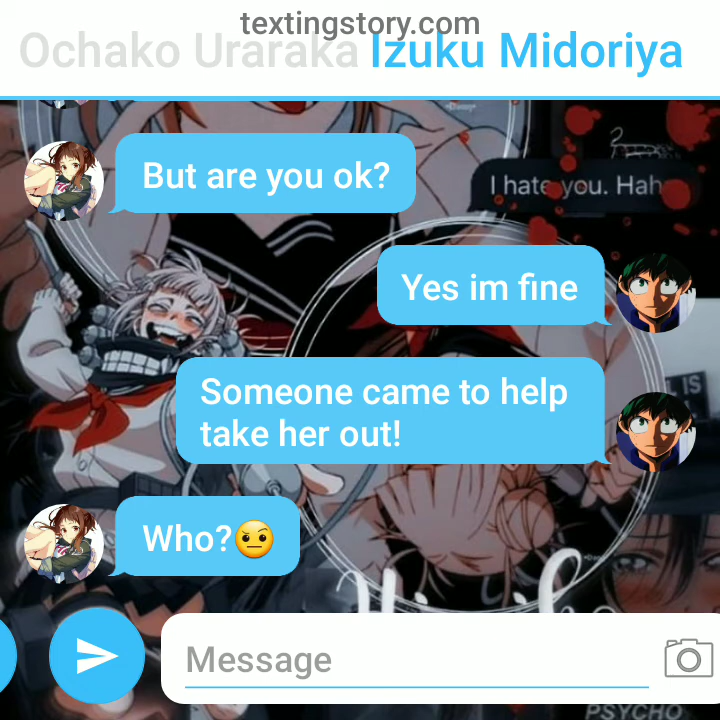 textingstory.com
Ochako Uraraka Izuku Midoriya
But are you ok?
I hate you. Hah
Yes im fine
Someone came to help
take her out!
Who?
Message
PSYCHO